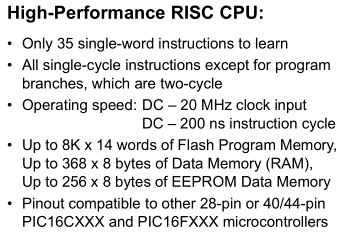 High-Performance RISC CPU:
• Only 35 single-word instructions to learn
• All single-cycle instructions except for program
branches, which are two-cycle
• Operating speed: DC – 20 MHz clock input
DC – 200 ns instruction cycle
• Up to 8K x 14 words of Flash Program Memory,
Up to 368 x 8 bytes of Data Memory (RAM),
Up to 256 x 8 bytes of EEPROM Data Memory
• Pinout compatible to other 28-pin or 40/44-pin
PIC16CXXX and PIC16FXXX microcontrollers